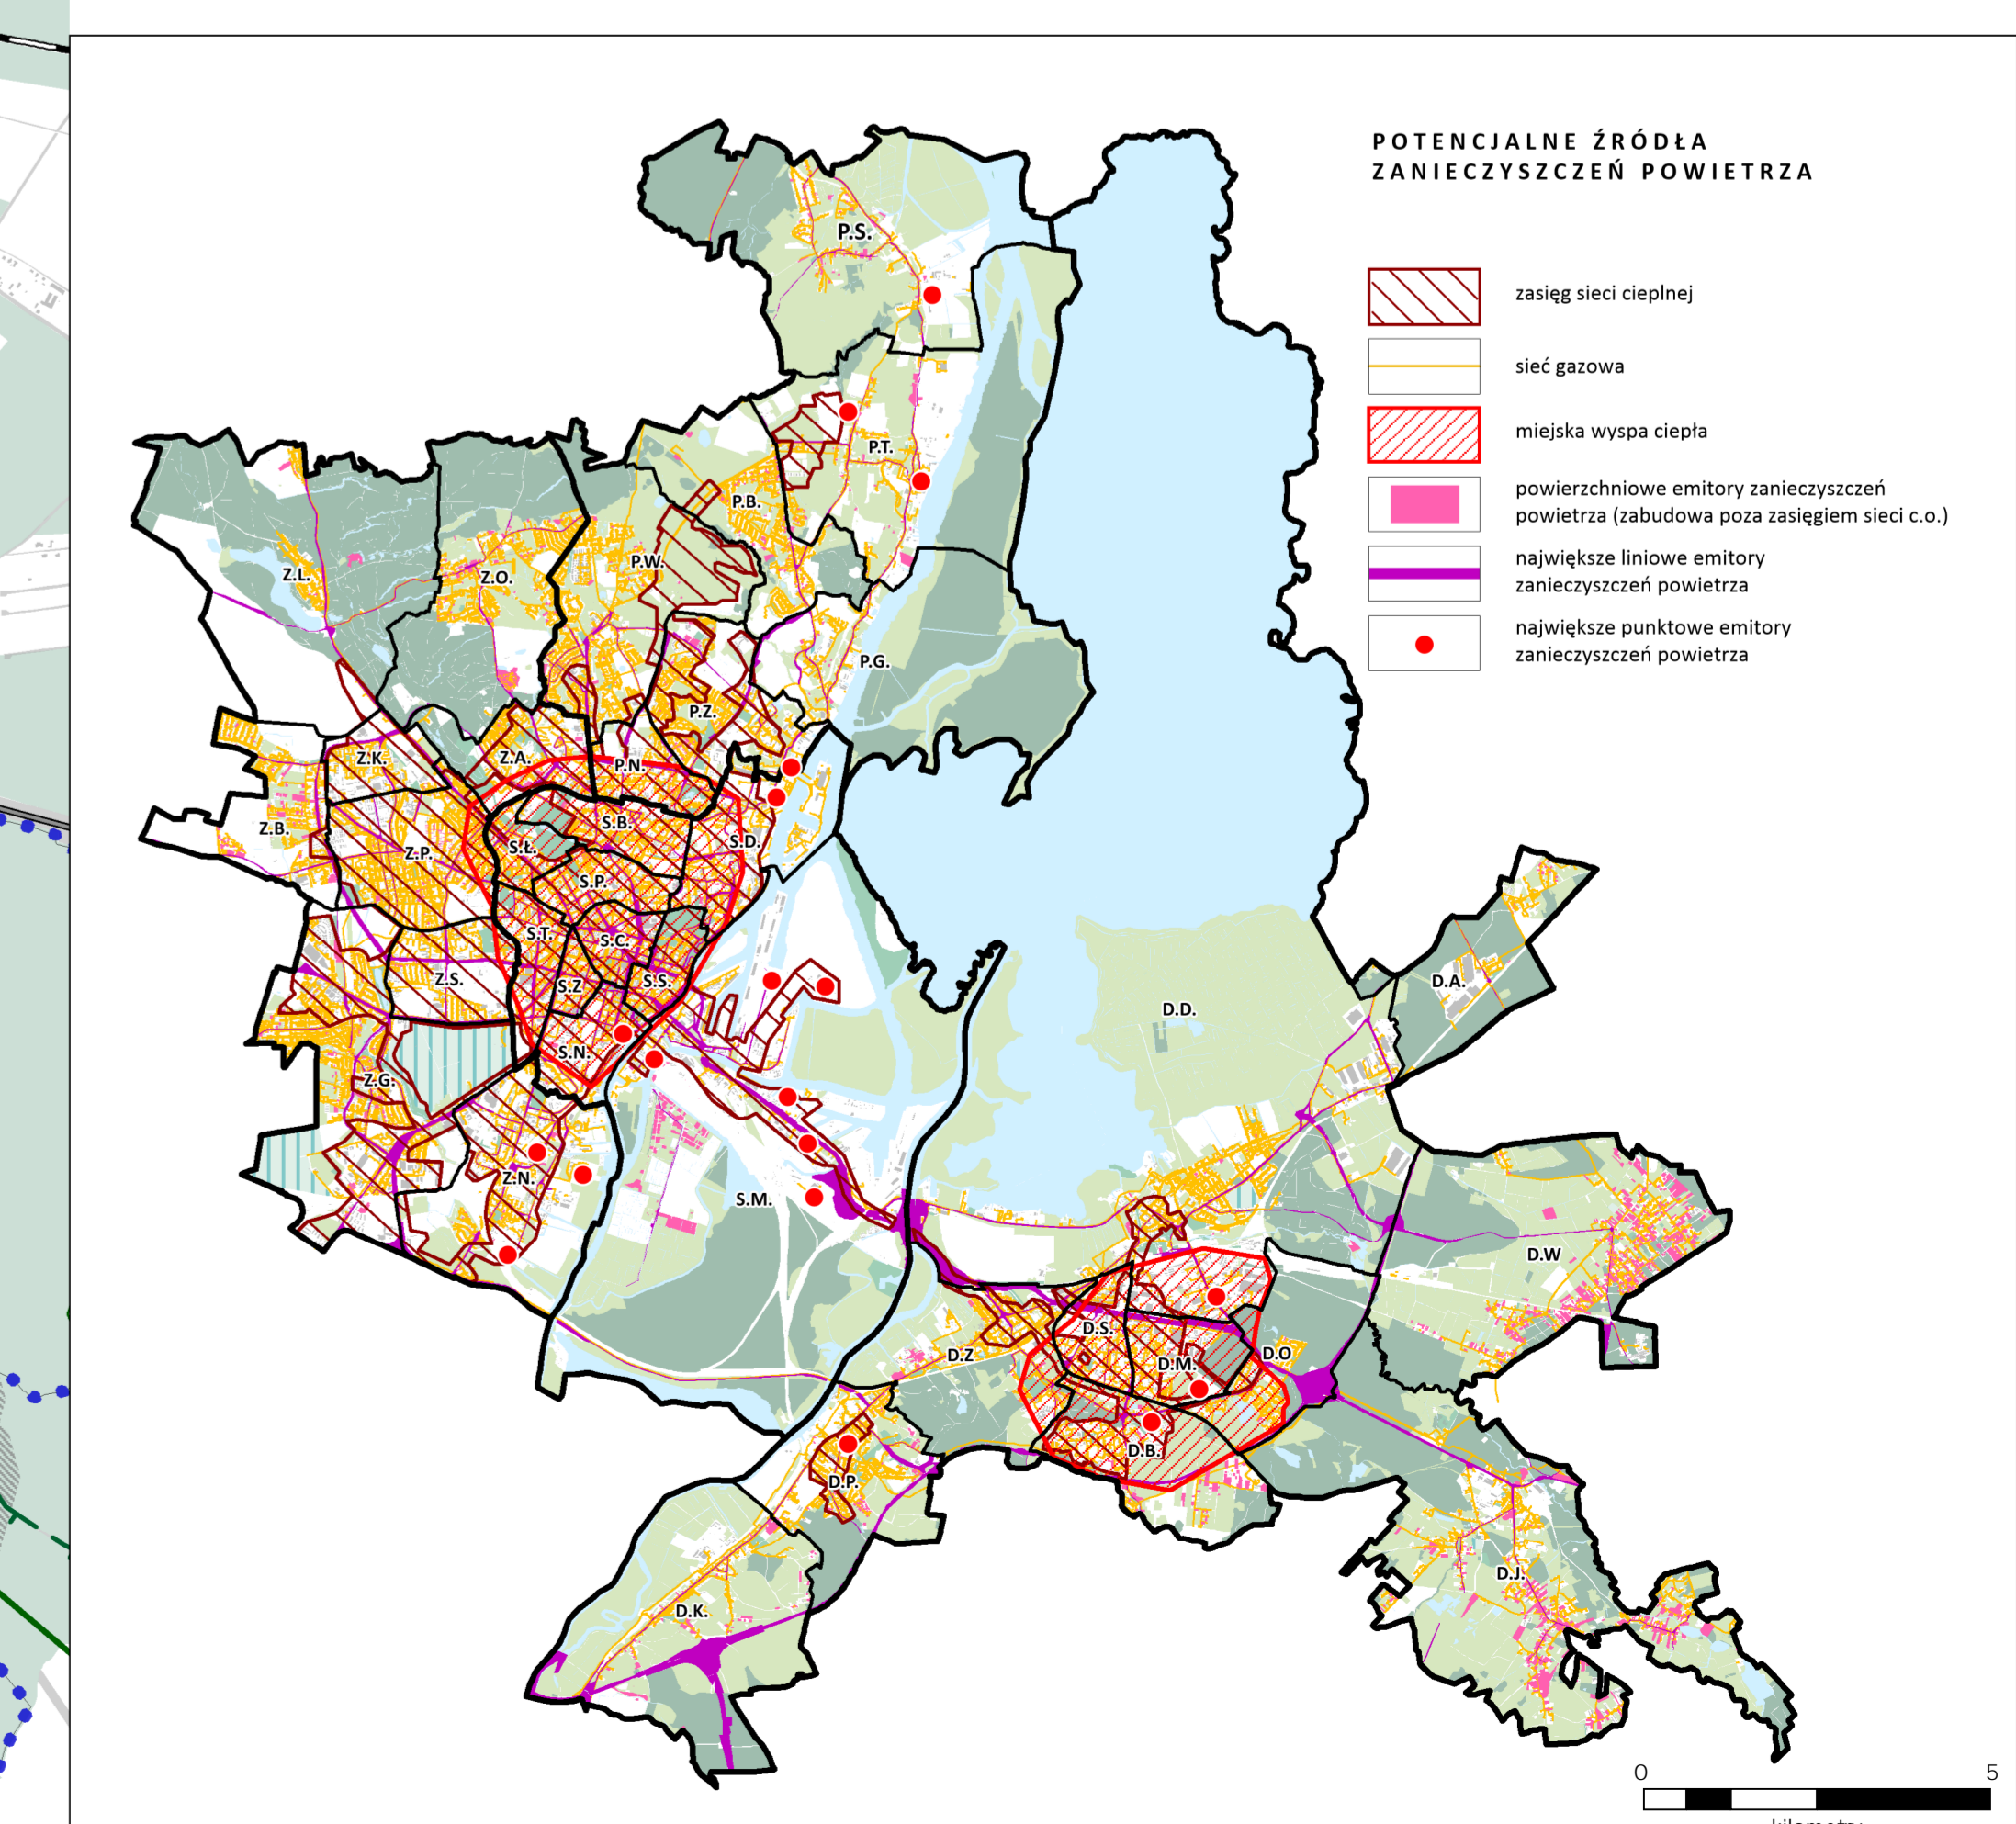 POTENCJALNE ŹRÓDŁA
ZANIECZYSZCZEŃ POWIETRZA
zasięg sieci cieplnej
sieć gazowa
miejska wyspa ciepła
powierzchniowe emitory zanieczyszczeń
powietrza (zabudowa poza zasięgiem sieci c.o.)
największe liniowe emitory
zanieczyszczeń powietrza
największe punktowe emitory
zanieczyszczeń powietrza
P.S.
P.T.
P.B.
P.W.
Z.L.
Z.O.
P.G.
P.Z.
Z.K.
Z.A.
P.N.
Z.B.
Z.P.
S.Ł.
S.B.
S.D.
S.P.
S.T.
S.C.
Z.S.
S.Z
S.S.
D.A.
D.D.
S.N.
Z.G.
Z.N.
S.M.
D.W
D.S.
D.Z
D.M.
D.O
D.B.
D.P.
D.J.
D.K.
0 5